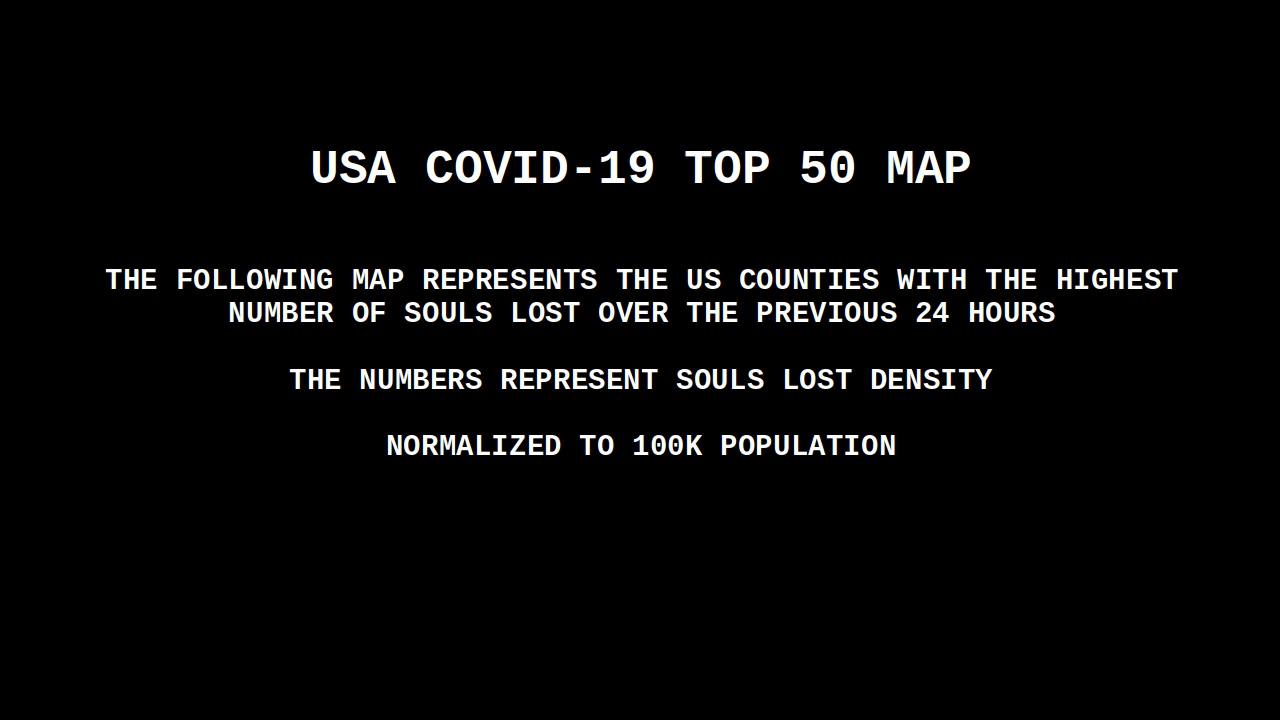 USA COVID-19 TOP 50 MAP
THE FOLLOWING MAP REPRESENTS THE US COUNTIES WITH THE HIGHEST
NUMBER OF SOULS LOST OVER THE PREVIOUS 24 HOURS
THE NUMBERS REPRESENT SOULS LOST DENSITY
NORMALIZED TO 100K POPULATION